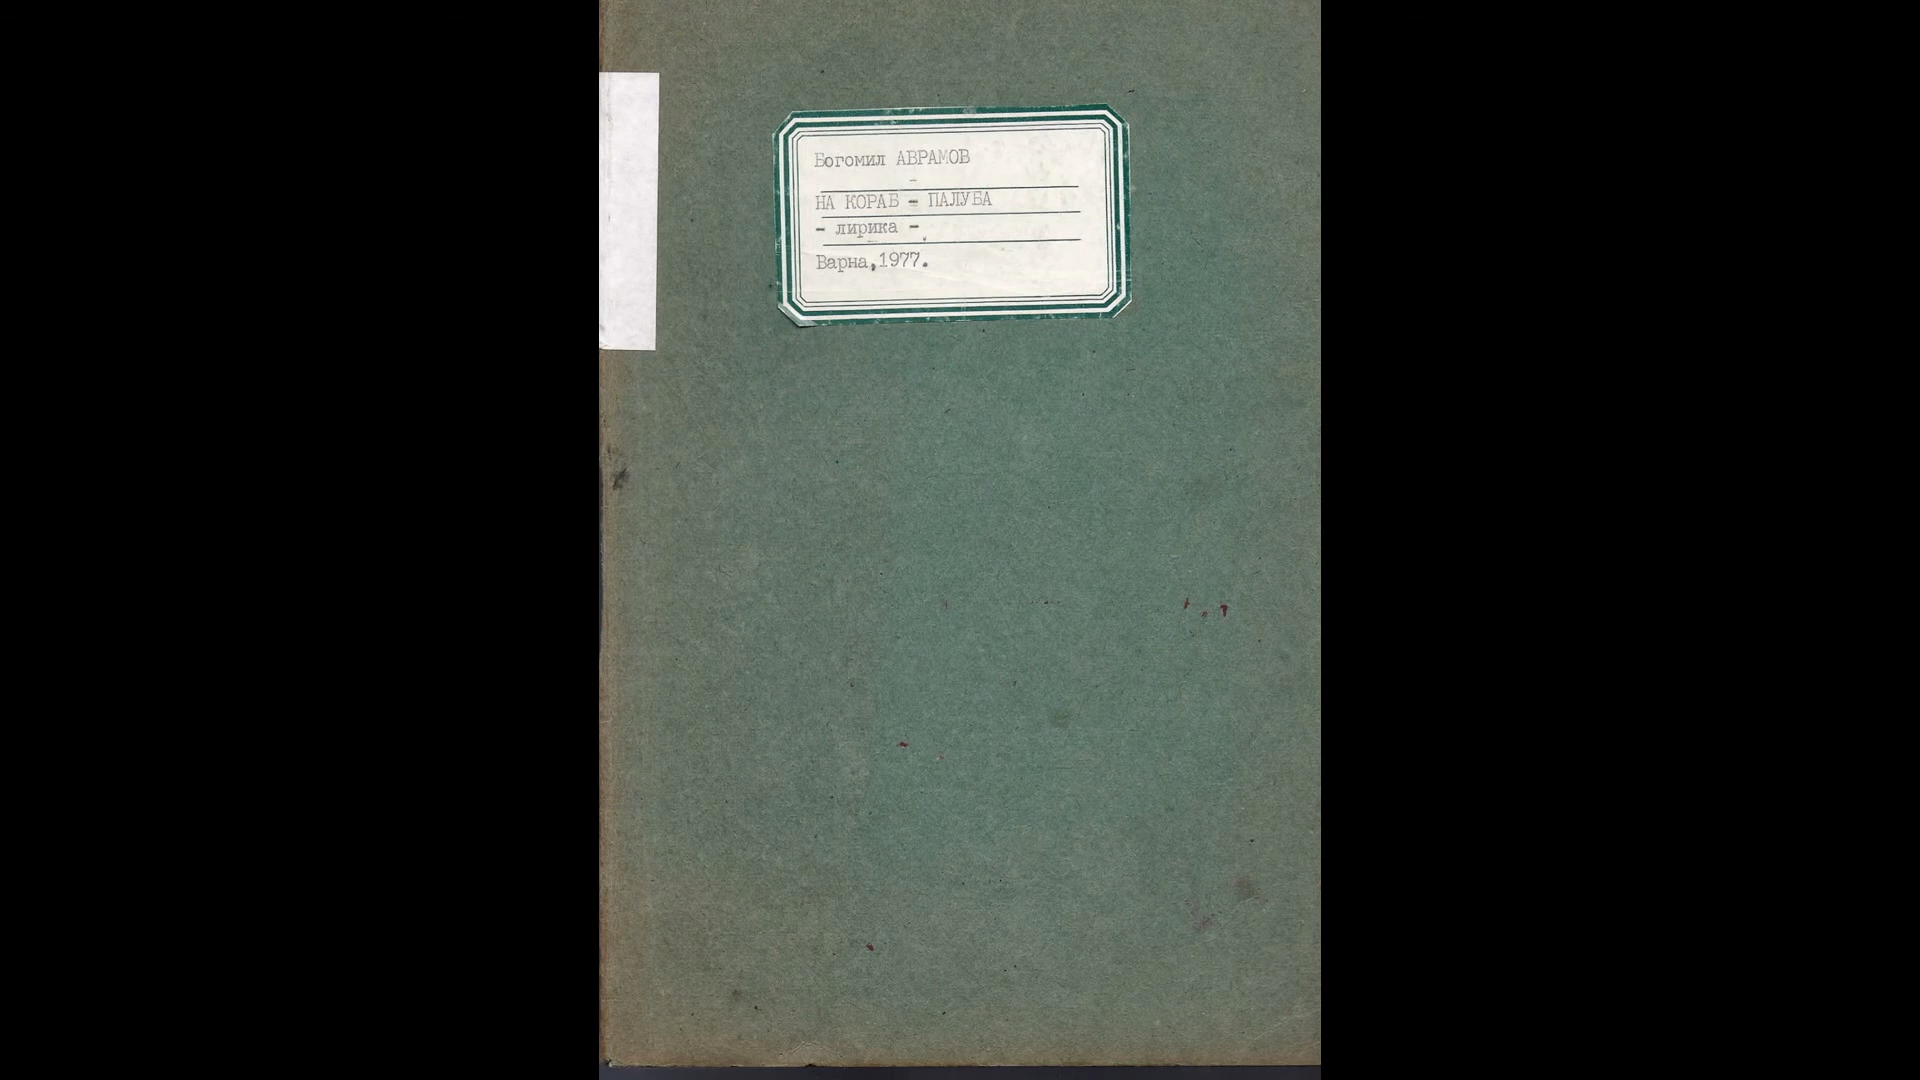 Богомил АВРАМОВ
-
НА КОРАБ - ПАЛУБА
- лирика -
Варна,1977.